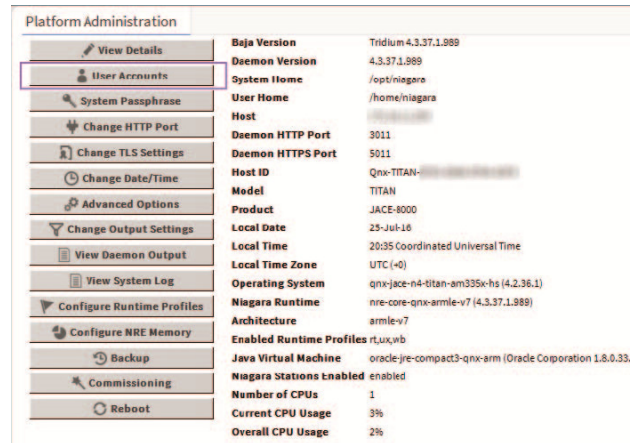 Platform Administration
View Details
User Accounts
System Passphrase
Change HTTP Port
Change TLS Settings
Change Date/Time
Advanced Options
Change Output Settings
View Daemon Output
View System Log
Configure Runtime Profiles
Configure NRE Memory
Backup
Commissioning
Reboot
Baja Version Tridium 4.3.37.1.989
Daemon Version 4.3.37.1.989
System Home /opt/niagara
User Home /home/niagara
Host
Daemon HTTP Port 3011
Daemon HTTPS Port 5011
Host ID Qnx-TITAN-
Model TITAN
Product JACE-8000
Local Date 25-Jul-16
Local Time 20:35 Coordinated Universal Time
Local Time Zone UTC (+0)
Operating System qnx-jace-n4-titan-am335x-hs (4.2.36.1)
Niagara Runtime nre-core-qnx-armle-v7 (4.3.37.1.989)
Architecture armle-v7
Enabled Runtime Profiles rt,ux,wb
Java Virtual Machine oracle-jre-compact3-qnx-arm (Oracle Corporation 1.8.0.33.
Niagara Stations Enabled enabled
Number of CPUs 1
Current CPU Usage 3%
Overall CPU Usage 2%